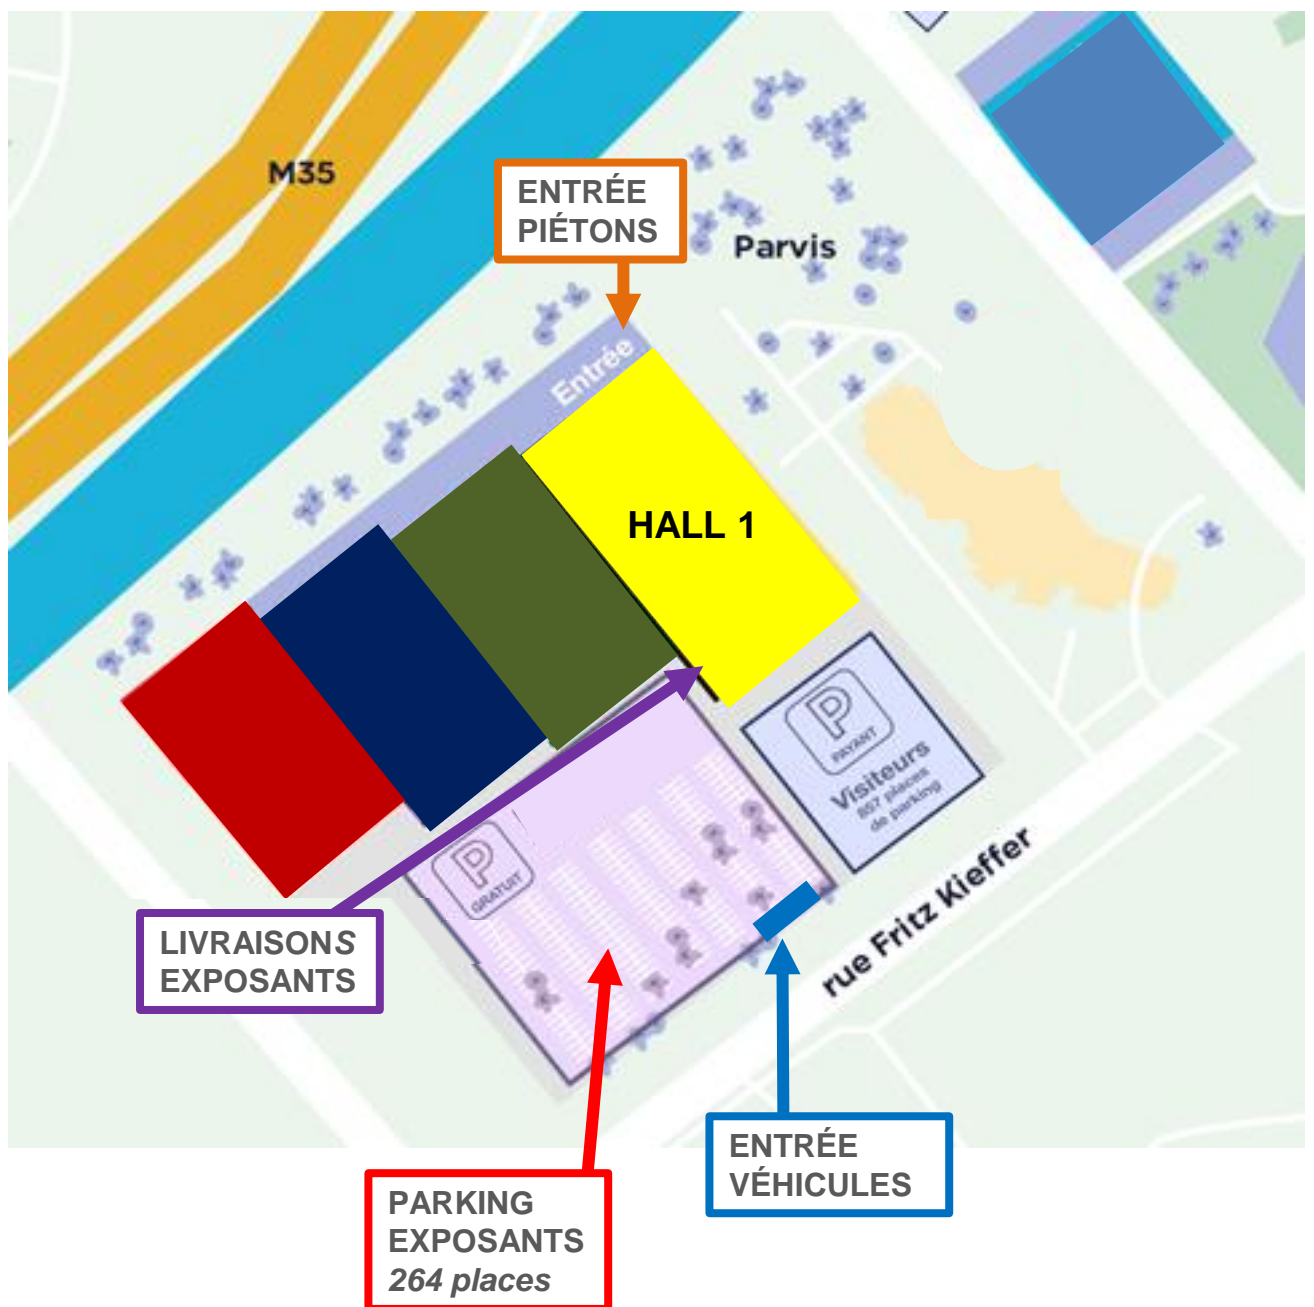 M35
ENTRÉE
PIÉTONS
Parvis
Entrée
HALL 1
P
PAYANT
Visiteurs
857 places
de parking
P
GRATUIT
rue Fritz Kieffer
LIVRAISONS
EXPOSANTS
ENTRÉE
VÉHICULES
PARKING
EXPOSANTS
264 places